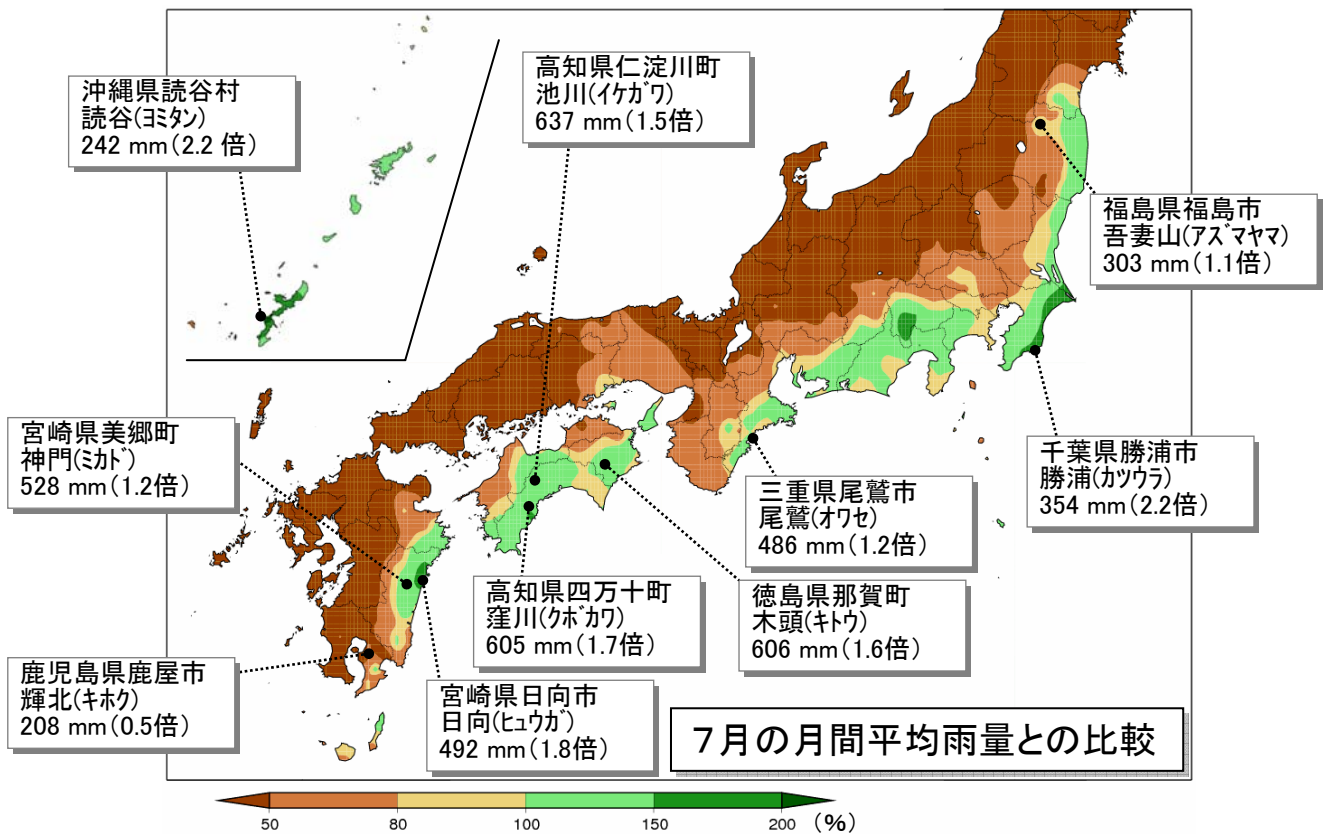 沖縄県読谷村
読谷(ﾖﾐﾀﾝ)
242 mm(2.2 倍)
高知県仁淀川町
池川(ｲｹｶﾞﾜ)
637 mm(1.5倍)
福島県福島市
吾妻山(ｱｽﾞﾏﾔﾏ)
303 mm(1.1倍)
宮崎県美郷町
神門(ﾐｶﾄﾞ)
528 mm(1.2倍)
千葉県勝浦市
勝浦(ｶﾂｳﾗ)
354 mm(2.2倍)
三重県尾鷲市
尾鷲(ｵﾜｾ)
486 mm(1.2倍)
高知県四万十町
窪川(ｸﾎﾞｶﾜ)
605 mm(1.7倍)
徳島県那賀町
木頭(ｷﾄｳ)
606 mm(1.6倍)
鹿児島県鹿屋市
輝北(ｷﾎｸ)
208 mm(0.5倍)
宮崎県日向市
日向(ﾋｭｳｶﾞ)
492 mm(1.8倍)
7月の月間平均雨量との比較
50 80 100 150 200 (%)